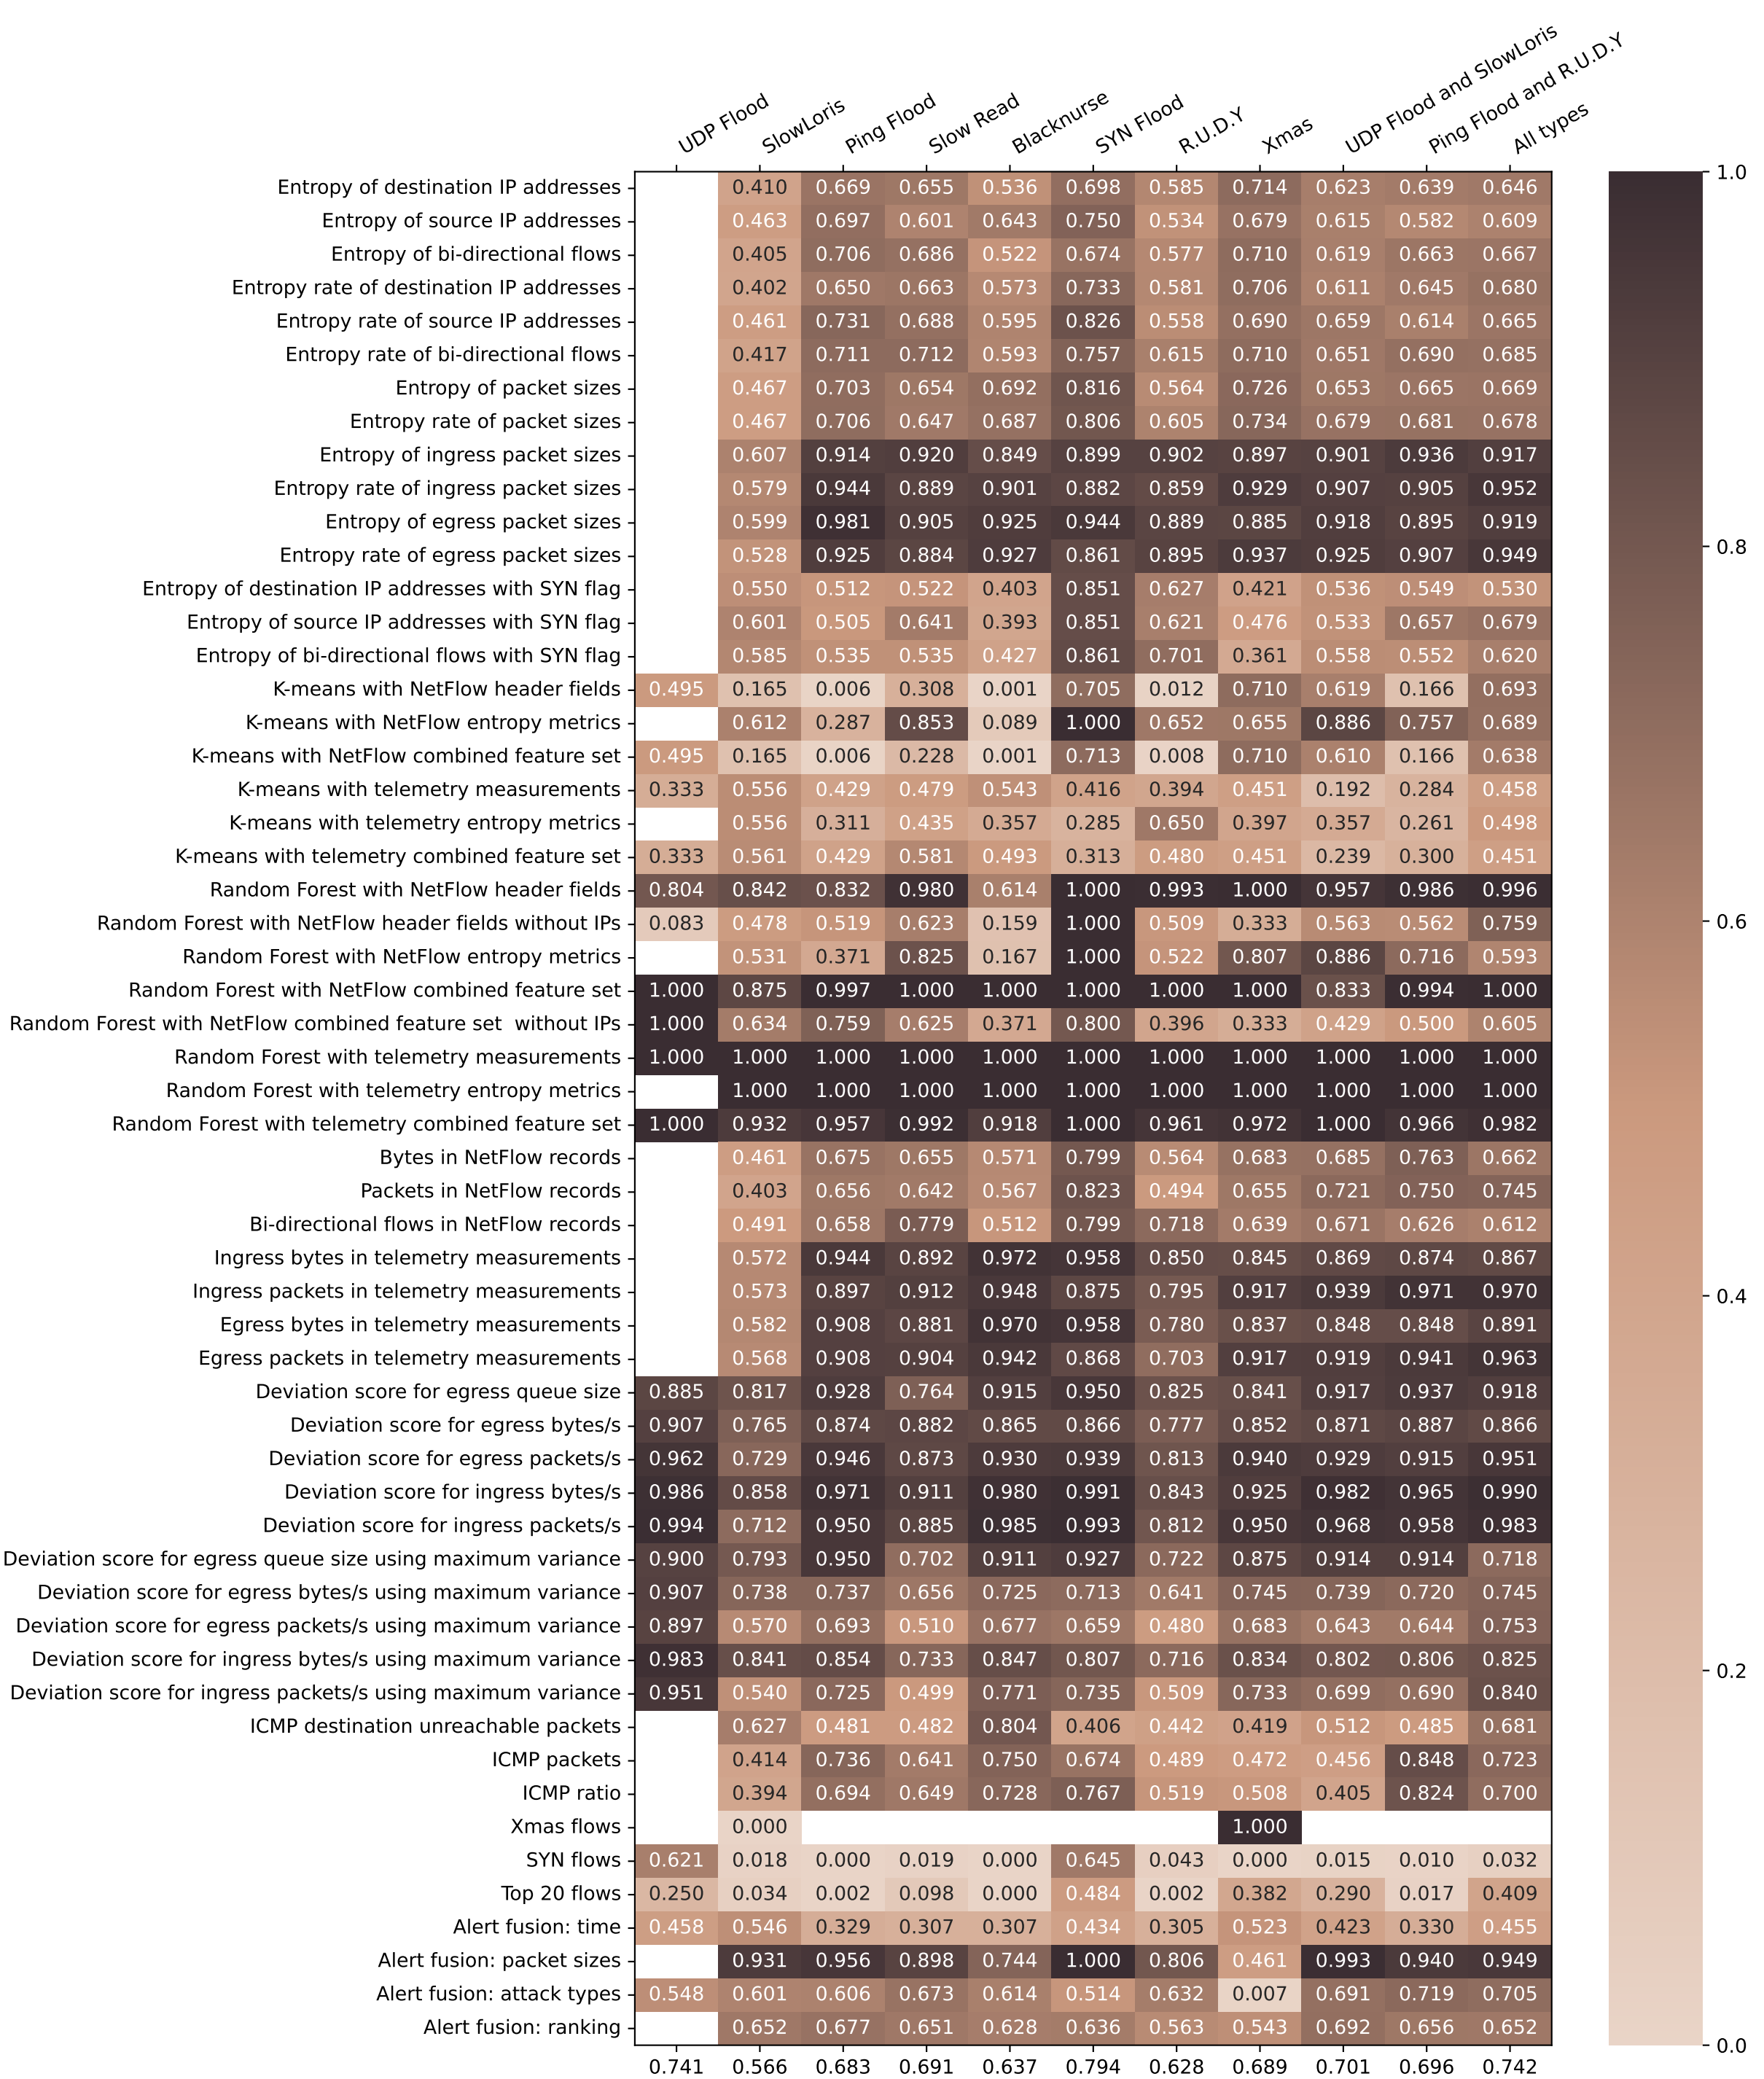 UDP Flood SlowLoris Ping Flood Slow Read Blacknurse SYN Flood R.U.D.Y Xmas UDP Flood and SlowLoris Ping Flood and R.U.D.Y All types
Entropy of destination IP addresses 0.410 0.669 0.655 0.536 0.698 0.585 0.714 0.623 0.639 0.646
Entropy of source IP addresses 0.463 0.697 0.601 0.643 0.750 0.534 0.679 0.615 0.582 0.609
Entropy of bi-directional flows 0.405 0.706 0.686 0.522 0.674 0.577 0.710 0.619 0.663 0.667
Entropy rate of destination IP addresses 0.402 0.650 0.663 0.573 0.733 0.581 0.706 0.611 0.645 0.680
Entropy rate of source IP addresses 0.461 0.731 0.688 0.595 0.826 0.558 0.690 0.659 0.614 0.665
Entropy rate of bi-directional flows 0.417 0.711 0.712 0.593 0.757 0.615 0.710 0.651 0.690 0.685
Entropy of packet sizes 0.467 0.703 0.654 0.692 0.816 0.564 0.726 0.653 0.665 0.669
Entropy rate of packet sizes 0.467 0.706 0.647 0.687 0.806 0.605 0.734 0.679 0.681 0.678
Entropy of ingress packet sizes 0.607 0.914 0.920 0.849 0.899 0.902 0.897 0.901 0.936 0.917
Entropy rate of ingress packet sizes 0.579 0.944 0.889 0.901 0.882 0.859 0.929 0.907 0.905 0.952
Entropy of egress packet sizes 0.599 0.981 0.905 0.925 0.944 0.889 0.885 0.918 0.895 0.919
Entropy rate of egress packet sizes 0.528 0.925 0.884 0.927 0.861 0.895 0.937 0.925 0.907 0.949
Entropy of destination IP addresses with SYN flag 0.550 0.512 0.522 0.403 0.851 0.627 0.421 0.536 0.549 0.530
Entropy of source IP addresses with SYN flag 0.601 0.505 0.641 0.393 0.851 0.621 0.476 0.533 0.657 0.679
Entropy of bi-directional flows with SYN flag 0.585 0.535 0.535 0.427 0.861 0.701 0.361 0.558 0.552 0.620
K-means with NetFlow header fields 0.495 0.165 0.006 0.308 0.001 0.705 0.012 0.710 0.619 0.166 0.693
K-means with NetFlow entropy metrics 0.612 0.287 0.853 0.089 1.000 0.652 0.655 0.886 0.757 0.689
K-means with NetFlow combined feature set 0.495 0.165 0.006 0.228 0.001 0.713 0.008 0.710 0.610 0.166 0.638
K-means with telemetry measurements 0.333 0.556 0.429 0.479 0.543 0.416 0.394 0.451 0.192 0.284 0.458
K-means with telemetry entropy metrics 0.556 0.311 0.435 0.357 0.285 0.650 0.397 0.357 0.261 0.498
K-means with telemetry combined feature set 0.333 0.561 0.429 0.581 0.493 0.313 0.480 0.451 0.239 0.300 0.451
Random Forest with NetFlow header fields 0.804 0.842 0.832 0.980 0.614 1.000 0.993 1.000 0.957 0.986 0.996
Random Forest with NetFlow header fields without IPs 0.083 0.478 0.519 0.623 0.159 1.000 0.509 0.333 0.563 0.562 0.759
Random Forest with NetFlow entropy metrics 0.531 0.371 0.825 0.167 1.000 0.522 0.807 0.886 0.716 0.593
Random Forest with NetFlow combined feature set 1.000 0.875 0.997 1.000 1.000 1.000 1.000 1.000 0.833 0.994 1.000
Random Forest with NetFlow combined feature set  without IPs 1.000 0.634 0.759 0.625 0.371 0.800 0.396 0.333 0.429 0.500 0.605
Random Forest with telemetry measurements 1.000 1.000 1.000 1.000 1.000 1.000 1.000 1.000 1.000 1.000 1.000
Random Forest with telemetry entropy metrics 1.000 1.000 1.000 1.000 1.000 1.000 1.000 1.000 1.000 1.000
Random Forest with telemetry combined feature set 1.000 0.932 0.957 0.992 0.918 1.000 0.961 0.972 1.000 0.966 0.982
Bytes in NetFlow records 0.461 0.675 0.655 0.571 0.799 0.564 0.683 0.685 0.763 0.662
Packets in NetFlow records 0.403 0.656 0.642 0.567 0.823 0.494 0.655 0.721 0.750 0.745
Bi-directional flows in NetFlow records 0.491 0.658 0.779 0.512 0.799 0.718 0.639 0.671 0.626 0.612
Ingress bytes in telemetry measurements 0.572 0.944 0.892 0.972 0.958 0.850 0.845 0.869 0.874 0.867
Ingress packets in telemetry measurements 0.573 0.897 0.912 0.948 0.875 0.795 0.917 0.939 0.971 0.970
Egress bytes in telemetry measurements 0.582 0.908 0.881 0.970 0.958 0.780 0.837 0.848 0.848 0.891
Egress packets in telemetry measurements 0.568 0.908 0.904 0.942 0.868 0.703 0.917 0.919 0.941 0.963
Deviation score for egress queue size 0.885 0.817 0.928 0.764 0.915 0.950 0.825 0.841 0.917 0.937 0.918
Deviation score for egress bytes/s 0.907 0.765 0.874 0.882 0.865 0.866 0.777 0.852 0.871 0.887 0.866
Deviation score for egress packets/s 0.962 0.729 0.946 0.873 0.930 0.939 0.813 0.940 0.929 0.915 0.951
Deviation score for ingress bytes/s 0.986 0.858 0.971 0.911 0.980 0.991 0.843 0.925 0.982 0.965 0.990
Deviation score for ingress packets/s 0.994 0.712 0.950 0.885 0.985 0.993 0.812 0.950 0.968 0.958 0.983
Deviation score for egress queue size using maximum variance 0.900 0.793 0.950 0.702 0.911 0.927 0.722 0.875 0.914 0.914 0.718
Deviation score for egress bytes/s using maximum variance 0.907 0.738 0.737 0.656 0.725 0.713 0.641 0.745 0.739 0.720 0.745
Deviation score for egress packets/s using maximum variance 0.897 0.570 0.693 0.510 0.677 0.659 0.480 0.683 0.643 0.644 0.753
Deviation score for ingress bytes/s using maximum variance 0.983 0.841 0.854 0.733 0.847 0.807 0.716 0.834 0.802 0.806 0.825
Deviation score for ingress packets/s using maximum variance 0.951 0.540 0.725 0.499 0.771 0.735 0.509 0.733 0.699 0.690 0.840
ICMP destination unreachable packets 0.627 0.481 0.482 0.804 0.406 0.442 0.419 0.512 0.485 0.681
ICMP packets 0.414 0.736 0.641 0.750 0.674 0.489 0.472 0.456 0.848 0.723
ICMP ratio 0.394 0.694 0.649 0.728 0.767 0.519 0.508 0.405 0.824 0.700
Xmas flows 0.000 1.000
SYN flows 0.621 0.018 0.000 0.019 0.000 0.645 0.043 0.000 0.015 0.010 0.032
Top 20 flows 0.250 0.034 0.002 0.098 0.000 0.484 0.002 0.382 0.290 0.017 0.409
Alert fusion: time 0.458 0.546 0.329 0.307 0.307 0.434 0.305 0.523 0.423 0.330 0.455
Alert fusion: packet sizes 0.931 0.956 0.898 0.744 1.000 0.806 0.461 0.993 0.940 0.949
Alert fusion: attack types 0.548 0.601 0.606 0.673 0.614 0.514 0.632 0.007 0.691 0.719 0.705
Alert fusion: ranking 0.652 0.677 0.651 0.628 0.636 0.563 0.543 0.692 0.656 0.652
0.741 0.566 0.683 0.691 0.637 0.794 0.628 0.689 0.701 0.696 0.742
1.0
0.8
0.6
0.4
0.2
0.0